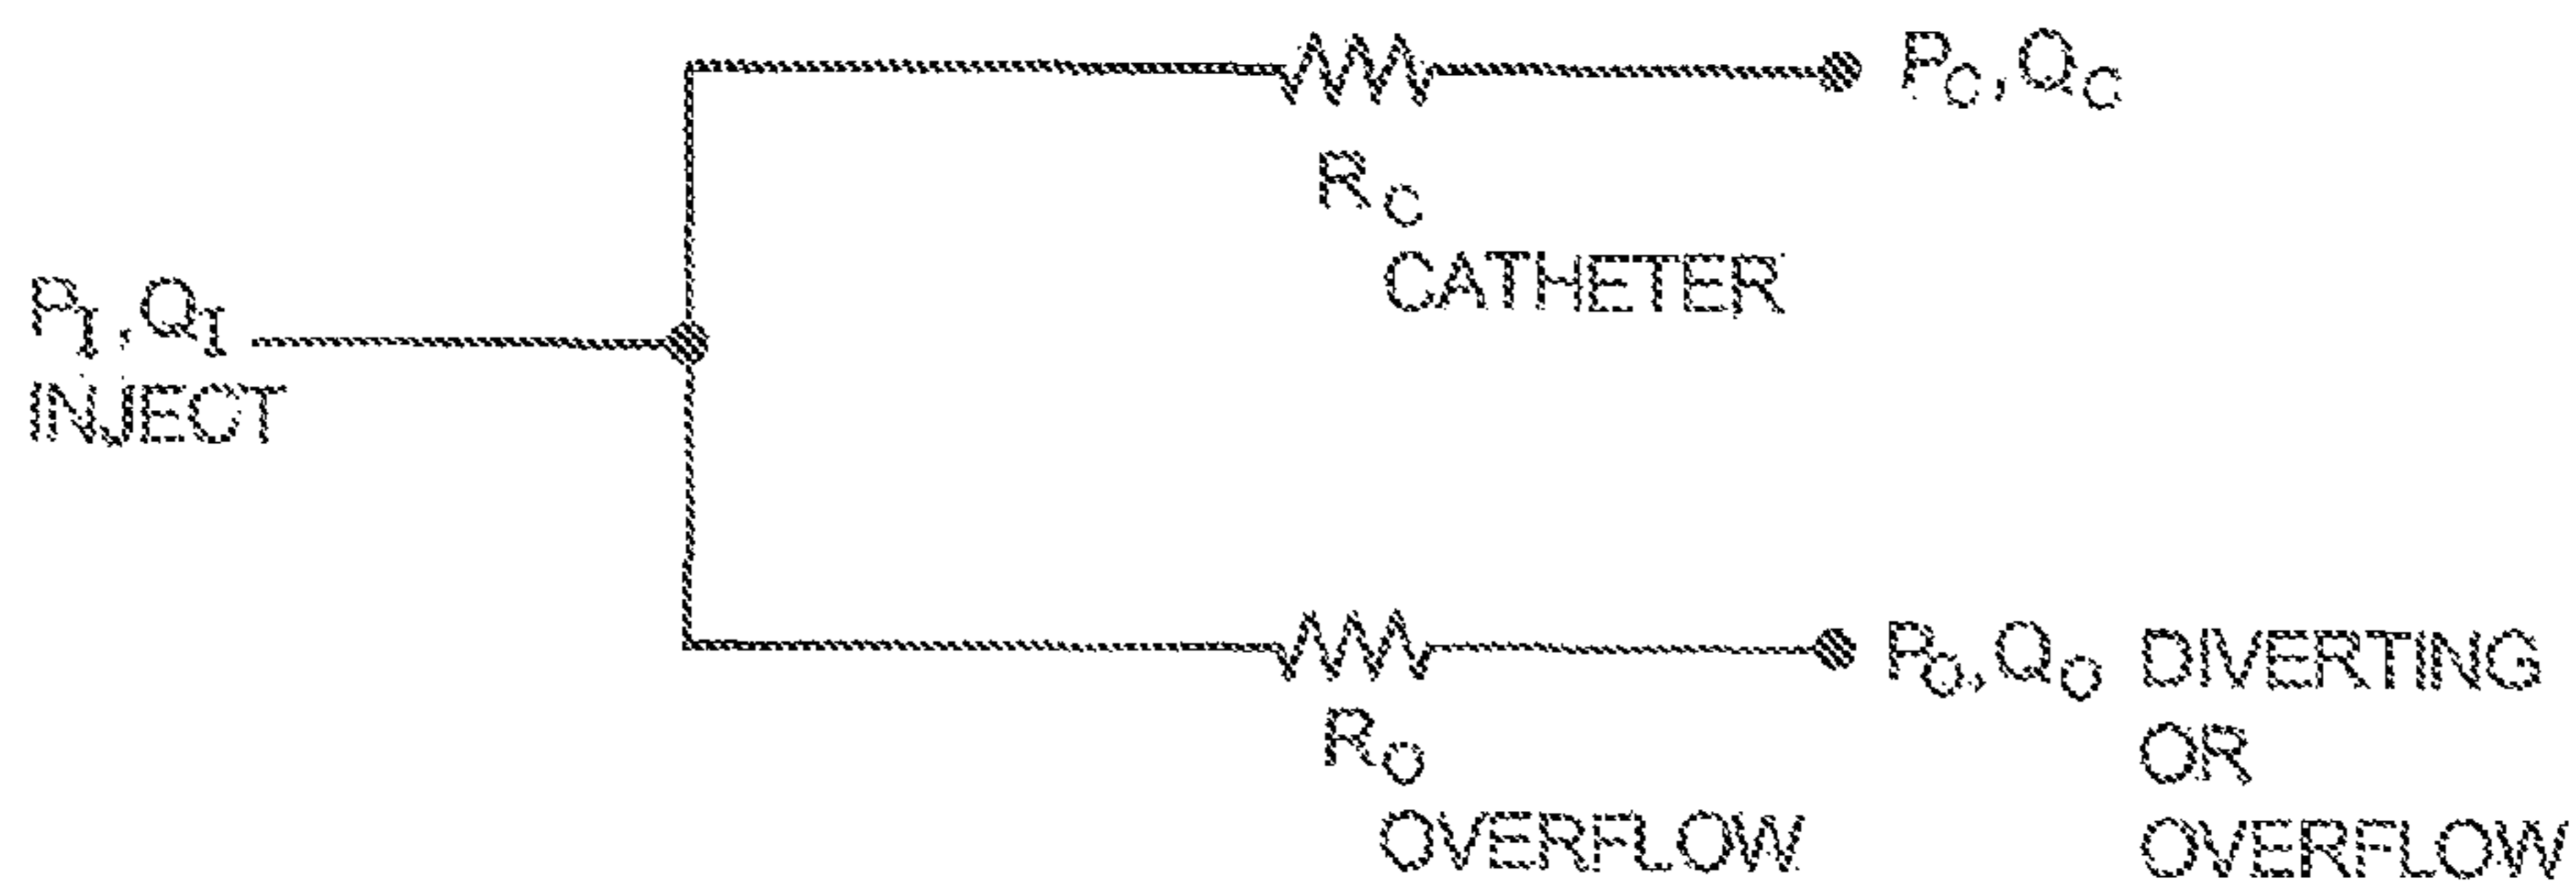 P_C, Q_C
R_C
CATHETER
P_I, Q_I
INJECT
P_O, Q_O DIVERTING
OR
OVERFLOW
R_O
OVERFLOW